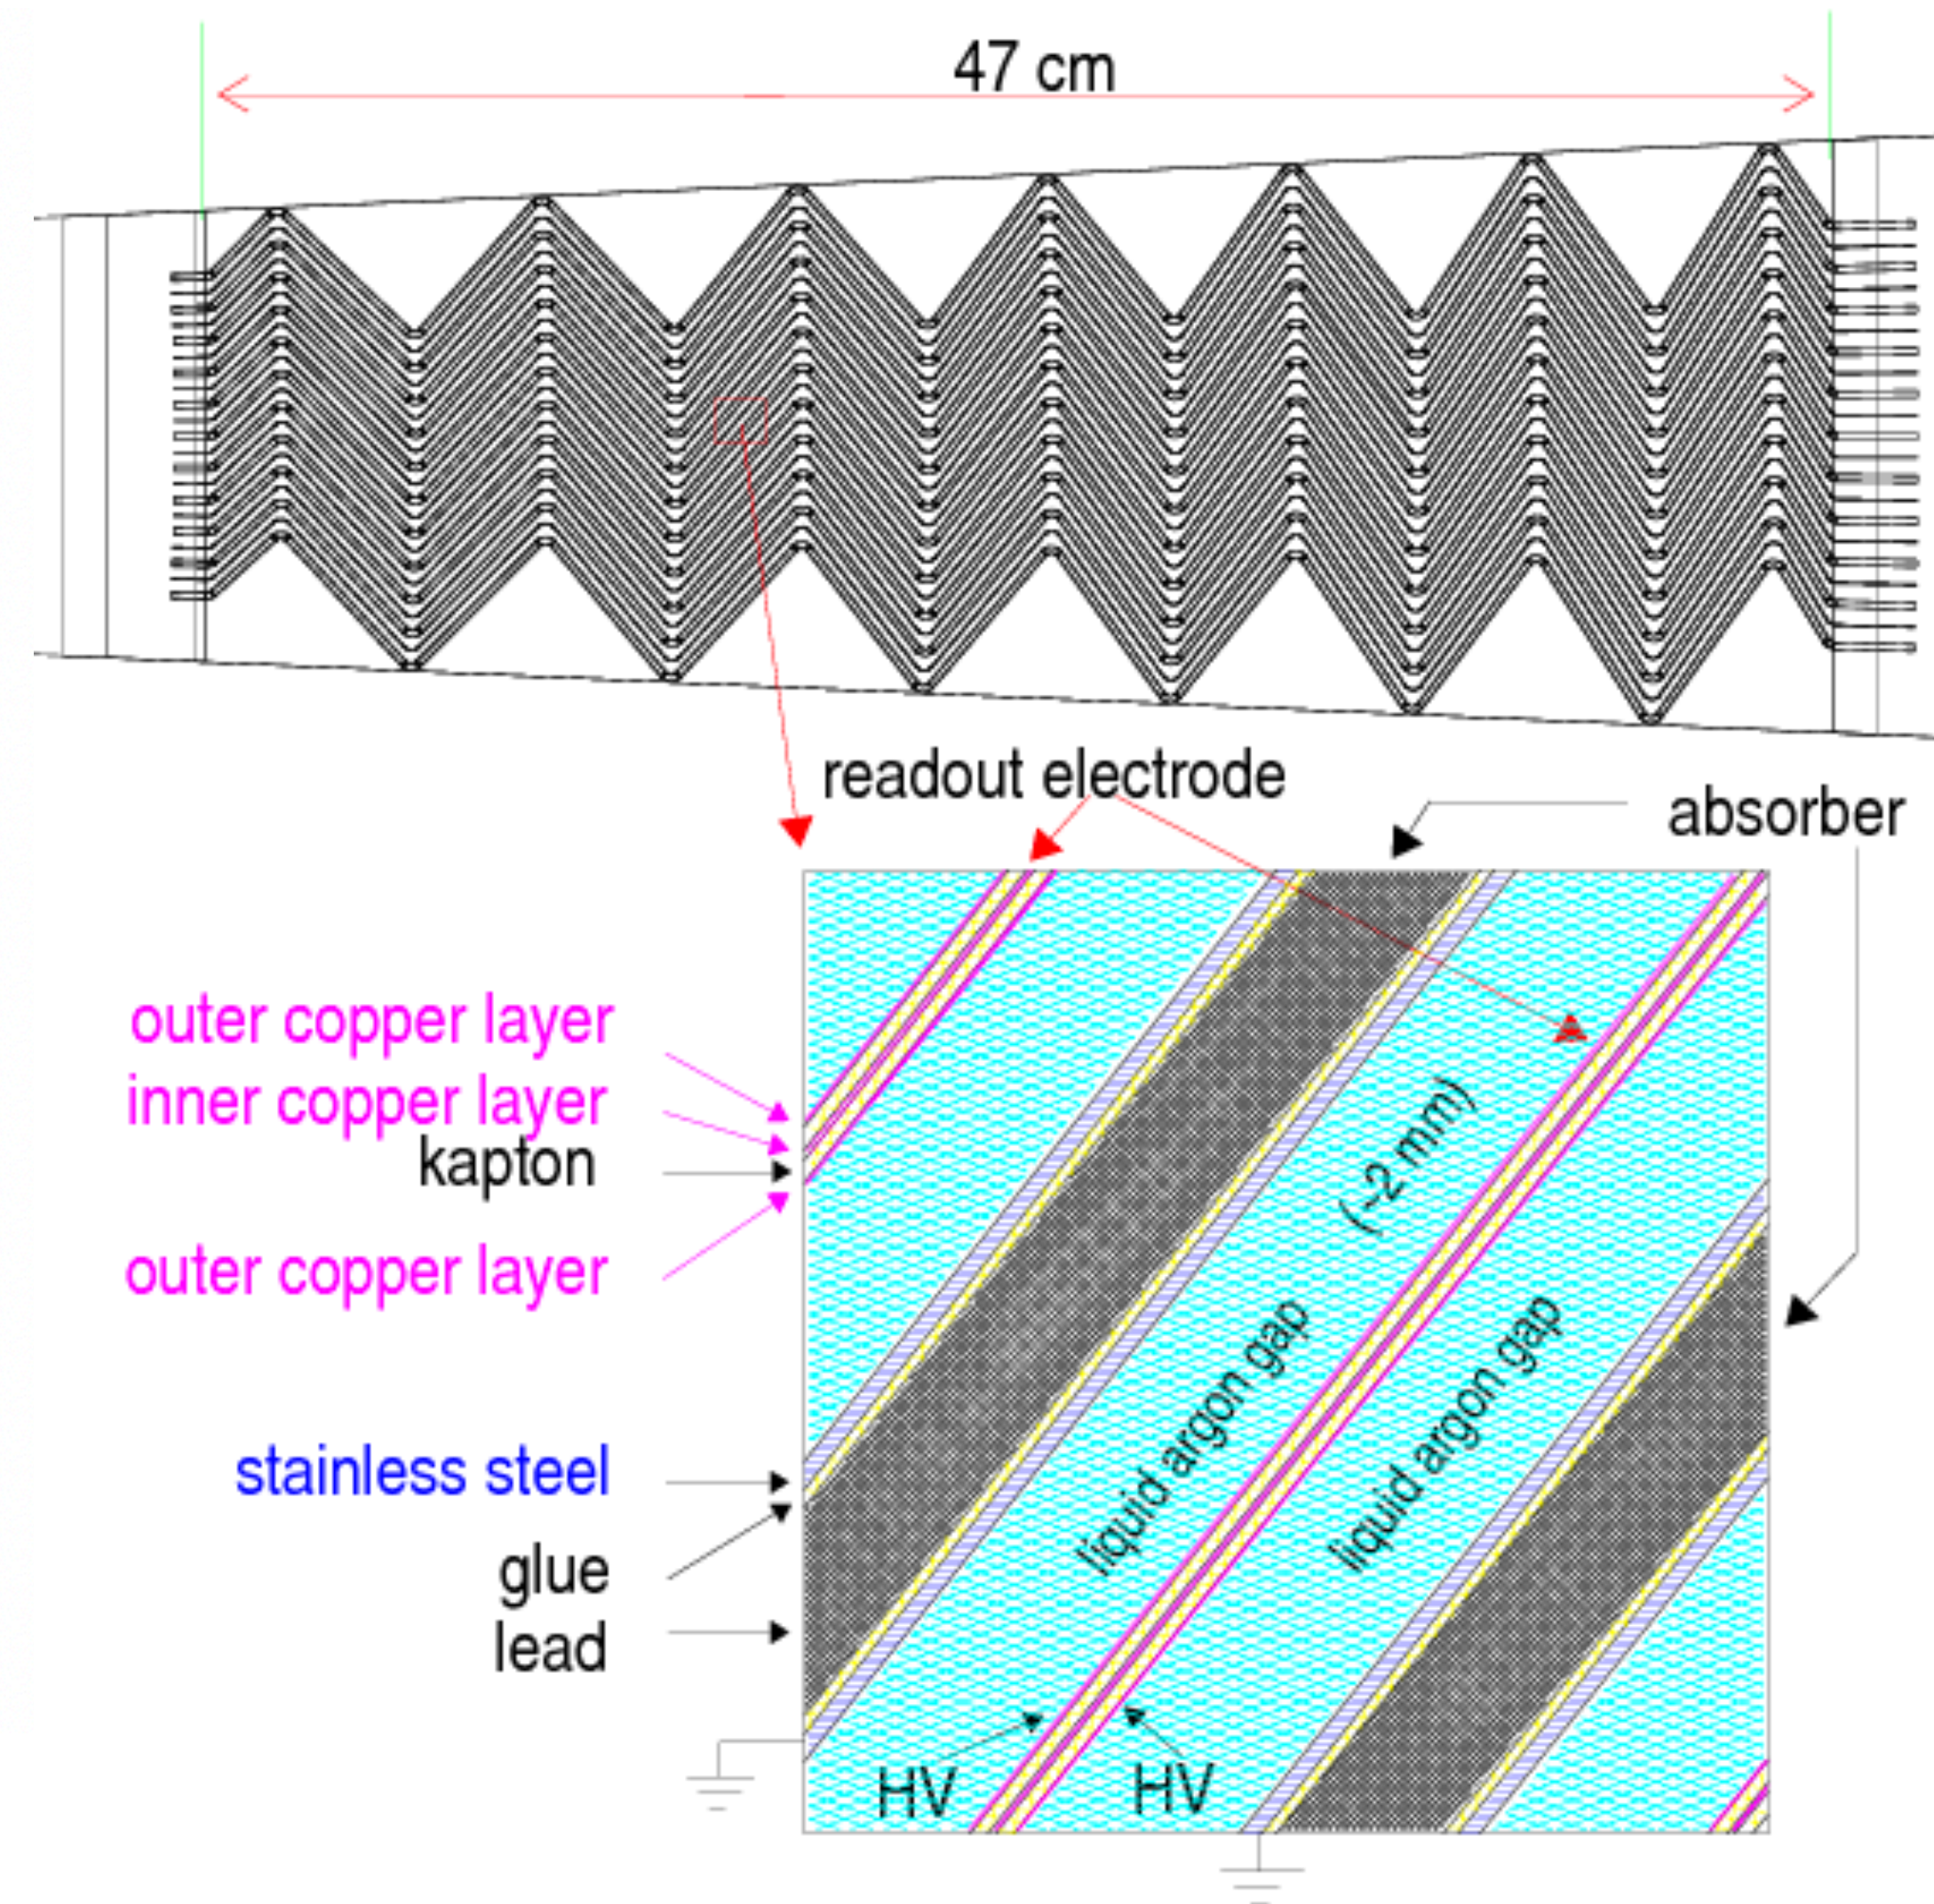 47 cm
readout electrode
absorber
outer copper layer
inner copper layer
kapton
outer copper layer
(~2 mm)
liquid argon gap
liquid argon gap
stainless steel
glue
lead
HV
HV